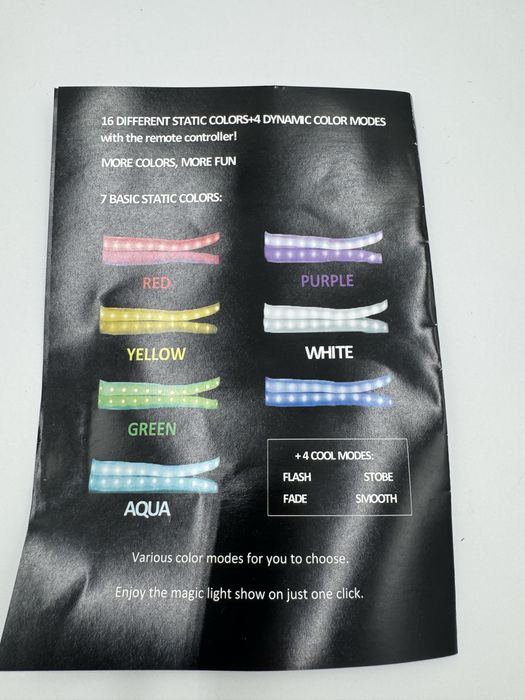 16 DIFFERENT STATIC COLORS+4 DYNAMIC COLOR MODES
with the remote controller!
MORE COLORS, MORE FUN
7 BASIC STATIC COLORS:
RED
PURPLE
YELLOW
WHITE
GREEN
AQUA
+ 4 COOL MODES:
FLASH STOBE
FADE SMOOTH
Various color modes for you to choose.
Enjoy the magic light show on just one click.